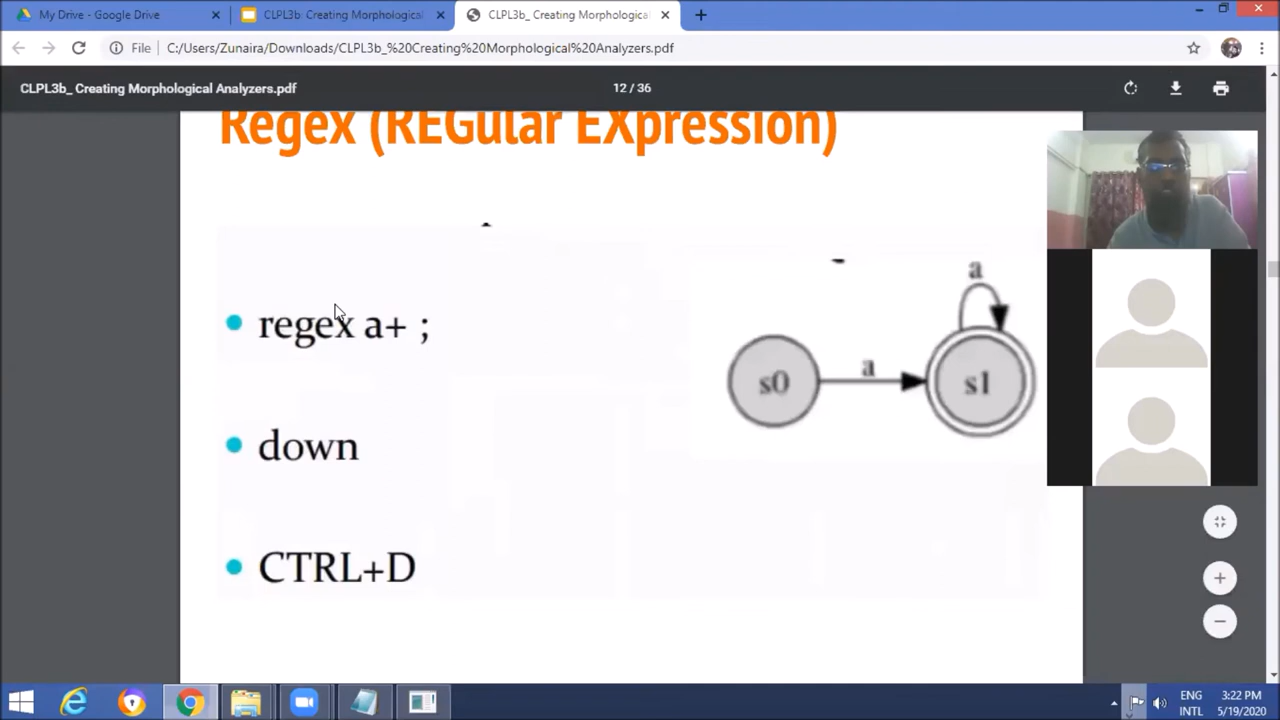 My Drive - Google Drive
CLPL3b: Creating Morphological
CLPL3b_ Creating Morphological
File
C:/Users/Zunaira/Downloads/CLPL3b_%20Creating%20Morphological%20Analyzers.pdf
CLPL3b_ Creating Morphological Analyzers.pdf
12 / 36
Regex (REGular EXpression)
• regex a+ ;
a
a
s0
s1
• down
• CTRL+D
ENG
INTL
3:22 PM
5/19/2020